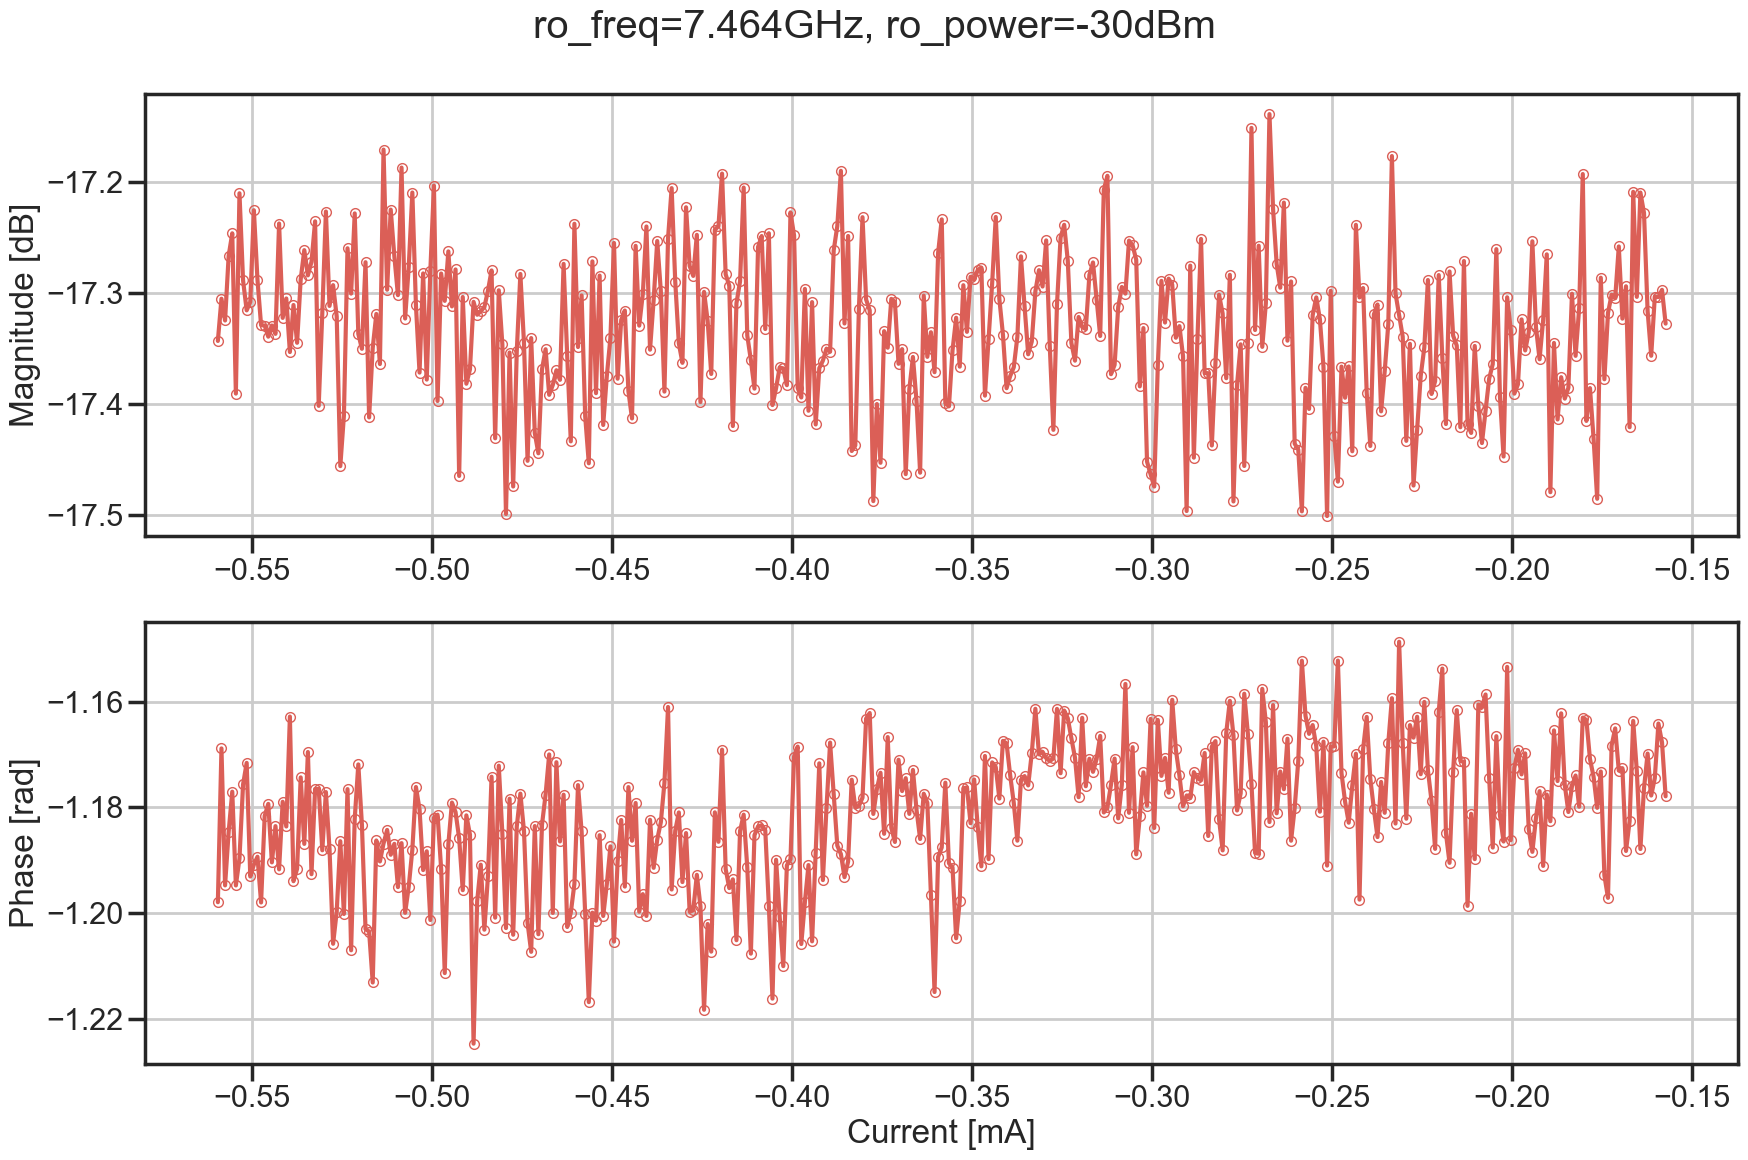 ro_freq=7.464GHz, ro_power=-30dBm
Magnitude [dB]
−17.2
−17.3
−17.4
−17.5
−0.55 −0.50 −0.45 −0.40 −0.35 −0.30 −0.25 −0.20 −0.15
Phase [rad]
−1.16
−1.18
−1.20
−1.22
−0.55 −0.50 −0.45 −0.40 −0.35 −0.30 −0.25 −0.20 −0.15
Current [mA]